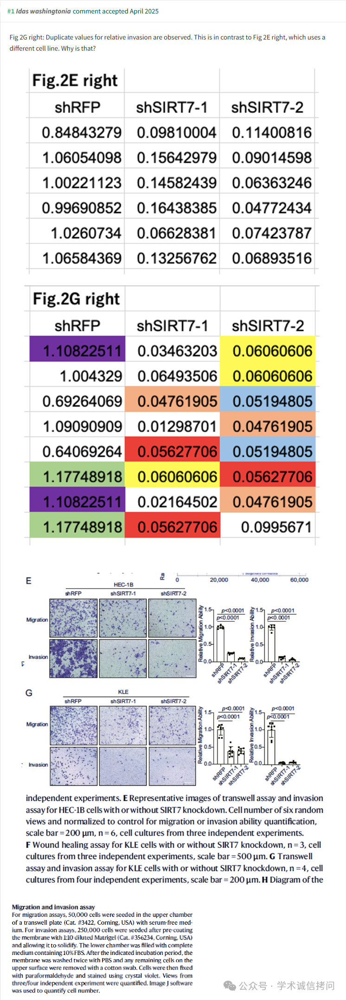 #1 Idas washingtonia comment accepted April 2025
Fig 2G right: Duplicate values for relative invasion are observed. This is in contrast to Fig 2E right, which uses a
different cell line. Why is that?
Fig.2E right
shRFP shSIRT7-1 shSIRT7-2
0.84843279 0.09810004 0.11400816
1.06054098 0.15642979 0.09014598
1.00221123 0.14582439 0.06363246
0.99690852 0.16438385 0.04772434
1.0260734 0.06628381 0.07423787
1.06584369 0.13256762 0.06893516
Fig.2G right
shRFP shSIRT7-1 shSIRT7-2
1.10822511 0.03463203 0.06060606
1.004329 0.06493506 0.06060606
0.69264069 0.04761905 0.05194805
1.09090909 0.01298701 0.04761905
0.64069264 0.05627706 0.05194805
1.17748918 0.06060606 0.05627706
1.10822511 0.02164502 0.04761905
1.17748918 0.05627706 0.0995671
Ra
0 20,000 40,000 60,000
E
HEC-1B
shRFP shSIRT7-1 shSIRT7-2
Migration
Invasion
Relative Migration Ability
1.5
1.0
0.5
0.0
p<0.0001
p<0.0001
shRFP
shSIRT7-1
shSIRT7-2
Relative Invasion Ability
1.5
1.0
0.5
0.0
p<0.0001
p<0.0001
shRFP
shSIRT7-1
shSIRT7-2
G
KLE
shRFP shSIRT7-1 shSIRT7-2
Migration
Invasion
Relative Migration Ability
1.5
1.0
0.5
0.0
p<0.0001
p<0.0001
shRFP
shSIRT7-1
shSIRT7-2
Relative Invasion Ability
1.5
1.0
0.5
0.0
p<0.0001
p<0.0001
shRFP
shSIRT7-1
shSIRT7-2
independent experiments. E Representative images of transwell assay and invasion
assay for HEC-1B cells with or without SIRT7 knockdown. Cell number of six random
views and normalized to control for migration or invasion ability quantification,
scale bar = 200 μm, n = 6, cell cultures from three independent experiments.
F Wound healing assay for KLE cells with or without SIRT7 knockdown, n = 3, cell
cultures from three independent experiments, scale bar = 500 μm. G Transwell
assay and invasion assay for KLE cells with or without SIRT7 knockdown, n = 4, cell
cultures from four independent experiments, scale bar = 200 μm. H Diagram of the
Migration and invasion assay
For migration assays, 50,000 cells were seeded in the upper chamber
of a transwell plate (Cat. #3422, Corning, USA) with serum-free med-
ium. For invasion assays, 250,000 cells were seeded after pre-coating
the membrane with 1:10 diluted Matrigel (Cat. #356234, Corning, USA)
and allowing it to solidify. The lower chamber was filled with complete
medium containing 10% FBS. After the indicated incubation period, the
membrane was washed twice with PBS and any remaining cells on the
upper surface were removed with a cotton swab. Cells were then fixed
with paraformaldehyde and stained using crystal violet. Views from
three/four independent experiment were quantified. Image J software
was used to quantify cell number.
公众号 · 学术诚信拷问